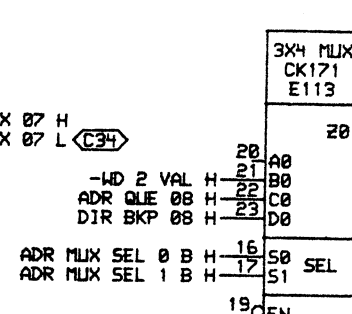 3X4 MUX
CK171
E113
X 07 H
X 07 L C34
Z0
20 A0
-WD 2 VAL H 21 B0
ADR QUE 08 H 22 C0
DIR BKP 08 H 23 D0
ADR MUX SEL 0 B H 16 S0
SEL
ADR MUX SEL 1 B H 17 S1
19 EN